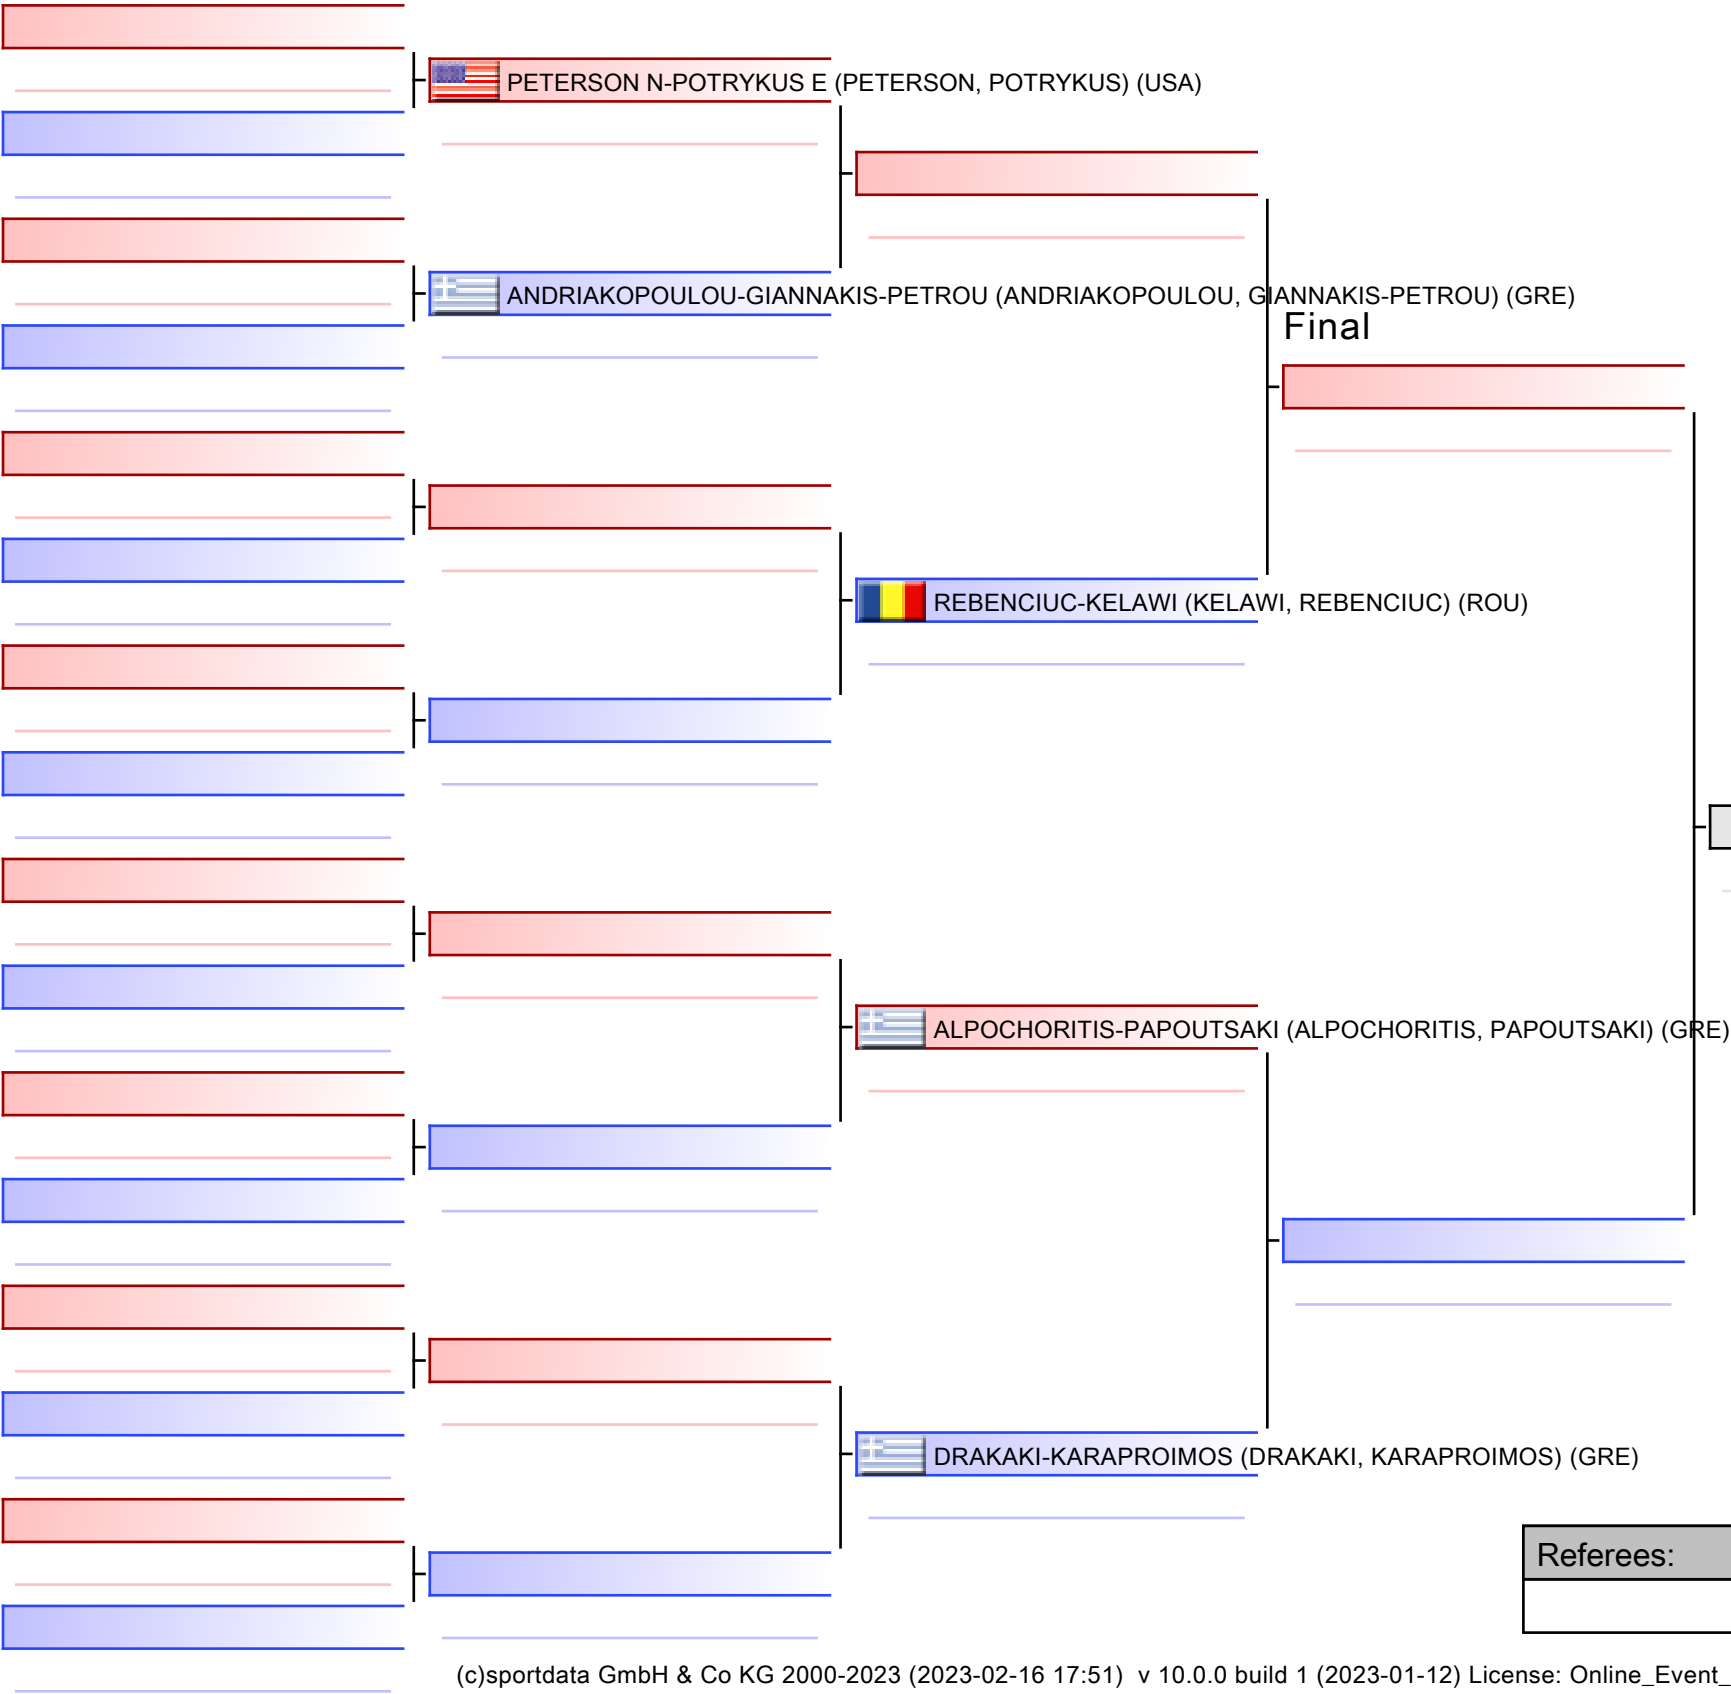 PETERSON N-POTRYKUS E (PETERSON, POTRYKUS) (USA)
ANDRIAKOPOULOU-GIANNAKIS-PETROU (ANDRIAKOPOULOU, GIANNAKIS-PETROU) (GRE)
Final
REBENCIUC-KELAWI (KELAWI, REBENCIUC) (ROU)
ALPOCHORITIS-PAPOUTSAKI (ALPOCHORITIS, PAPOUTSAKI) (GRE)
DRAKAKI-KARAPROIMOS (DRAKAKI, KARAPROIMOS) (GRE)
Referees:
(c)sportdata GmbH & Co KG 2000-2023 (2023-02-16 17:51) v 10.0.0 build 1 (2023-01-12) License: Online_Event_